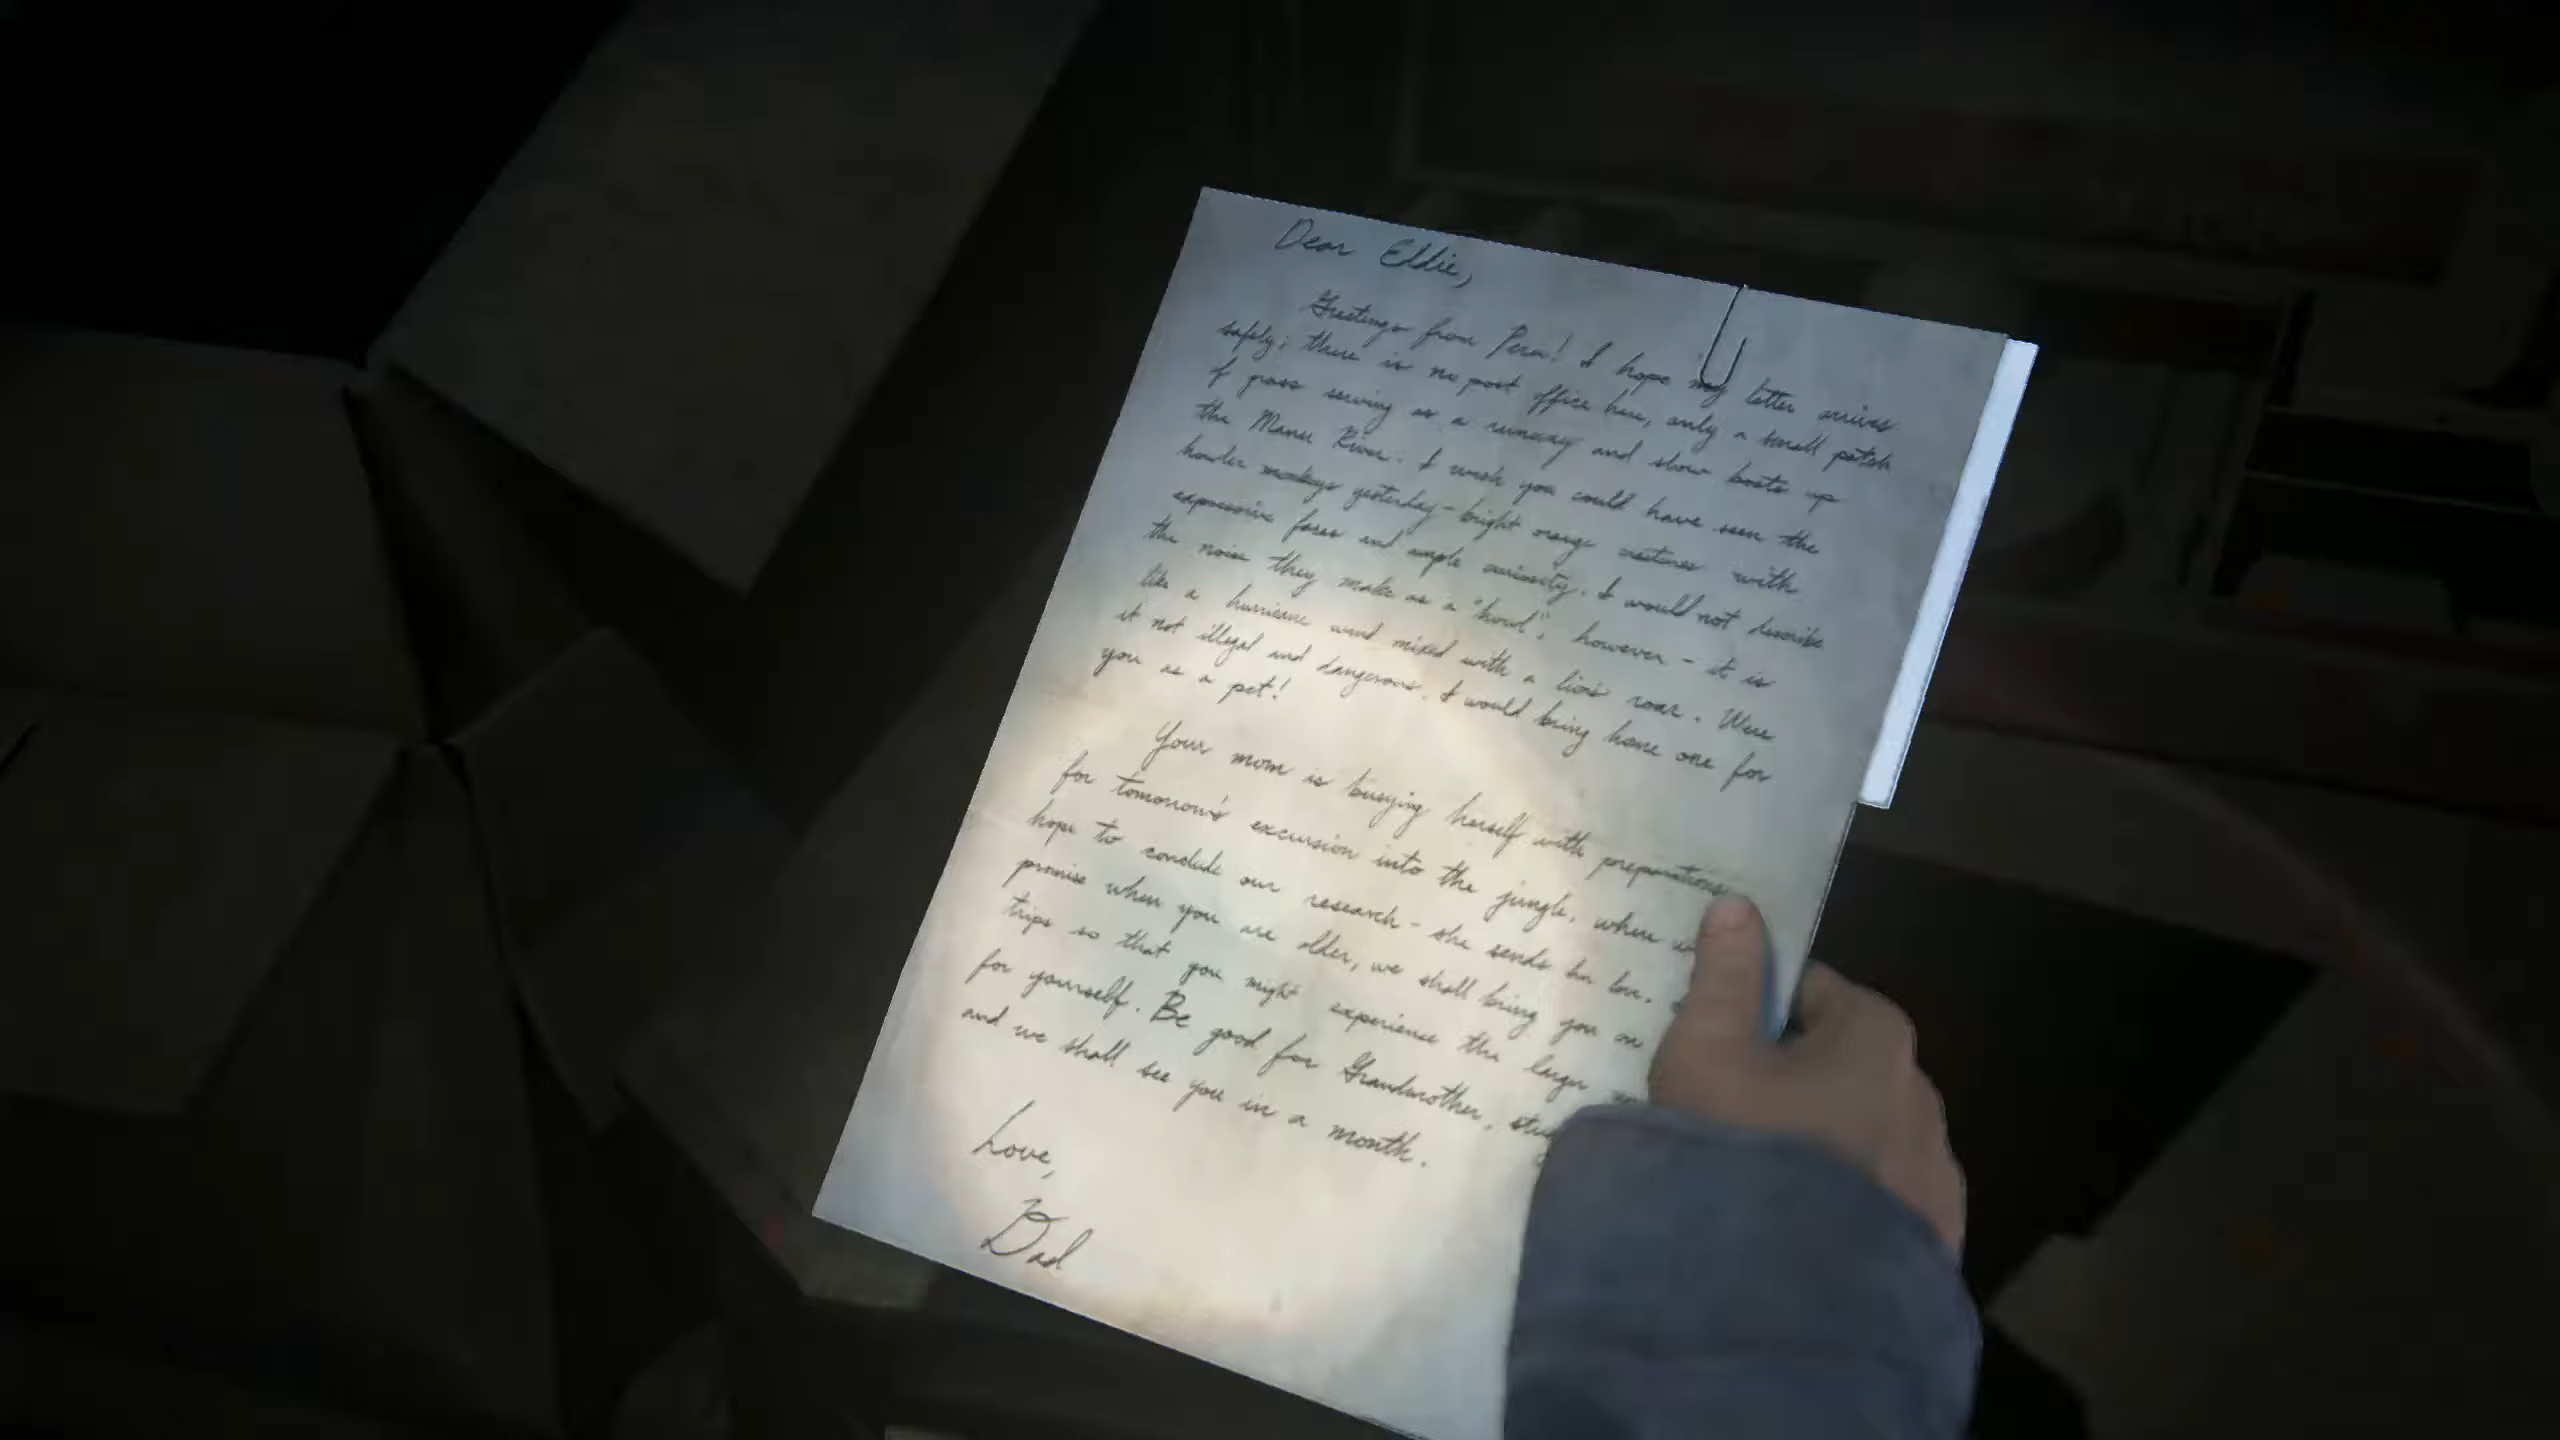 Dear Eddie,
Greetings from Peru! I hope my letter arrives
safely; there is no post office here, only a small patch
of grass serving as a runway and slow boats up
the Manu River. I wish you could have seen the
howler monkeys yesterday - bright orange creatures with
expressive faces and ample curiosity. I would not describe
the noise they make as a "howl", however - it is
like a hurricane wind mixed with a lion's roar. Were
it not illegal and dangerous, I would bring home one for
you as a pet!
Your mom is busying herself with preparations
for tomorrow's excursion into the jungle, where
hope to conclude our research - she sends her love.
promise when you are older, we shall bring you on
trips so that you might experience the larger
for yourself. Be good for Grandmother,
and we shall see you in a month.
Love,
Dad